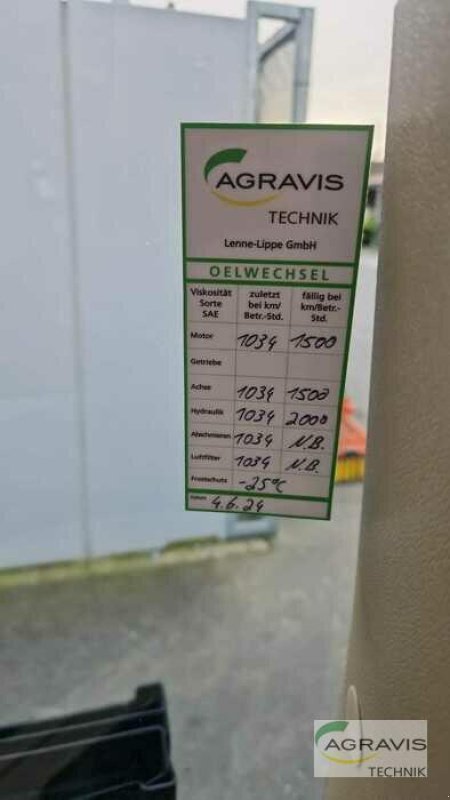 AGRAVIS
TECHNIK
Lenne-Lippe GmbH
OELWECHSEL
Viskosität Sorte SAE zuletzt bei km/ Betr.-Std. fällig bei km/Betr.- Std.
Motor 1034 1500
Getriebe
Achse 1034 1500
Hydraulik 1034 2000
Abschmieren 1034 N.B.
Luftfilter 1034 N.B.
Frostschutz -25°C
Datum 4.6.24
AGRAVIS
TECHNIK